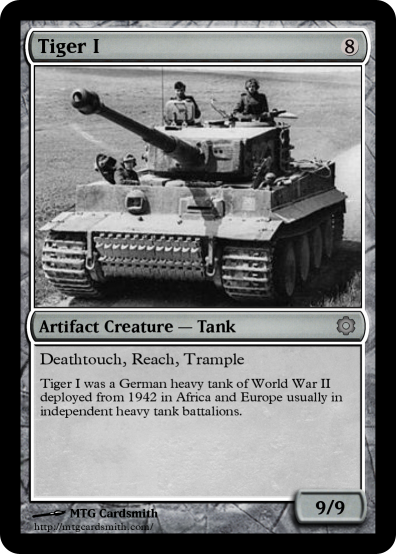 Tiger I 8
Artifact Creature — Tank
Deathtouch, Reach, Trample
Tiger I was a German heavy tank of World War II
deployed from 1942 in Africa and Europe usually in
independent heavy tank battalions.
9/9
MTG Cardsmith
http://mtgcardsmith.com/